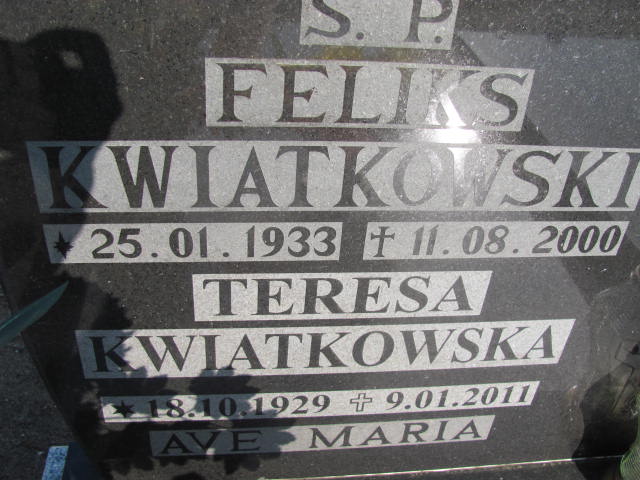 S. P.
FELIKS
KWIATKOWSKI
* 25.01.1933 † 11.08.2000
TERESA
KWIATKOWSKA
* 18.10.1929 † 9.01.2011
AVE MARIA